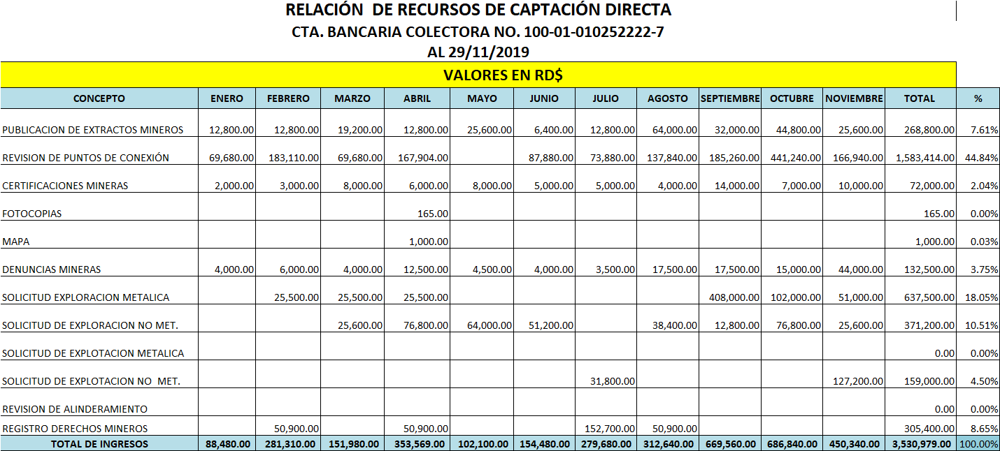 RELACIÓN DE RECURSOS DE CAPTACIÓN DIRECTA
CTA. BANCARIA COLECTORA NO. 100-01-010252222-7
AL 29/11/2019
VALORES EN RD$
CONCEPTO ENERO FEBRERO MARZO ABRIL MAYO JUNIO JULIO AGOSTO SEPTIEMBRE OCTUBRE NOVIEMBRE TOTAL %
PUBLICACION DE EXTRACTOS MINEROS 12,800.00 12,800.00 19,200.00 12,800.00 25,600.00 6,400.00 12,800.00 64,000.00 32,000.00 44,800.00 25,600.00 268,800.00 7.61%
REVISION DE PUNTOS DE CONEXIÓN 69,680.00 183,110.00 69,680.00 167,904.00 87,880.00 73,880.00 137,840.00 185,260.00 441,240.00 166,940.00 1,583,414.00 44.84%
CERTIFICACIONES MINERAS 2,000.00 3,000.00 8,000.00 6,000.00 8,000.00 5,000.00 5,000.00 4,000.00 14,000.00 7,000.00 10,000.00 72,000.00 2.04%
FOTOCOPIAS 165.00 165.00 0.00%
MAPA 1,000.00 1,000.00 0.03%
DENUNCIAS MINERAS 4,000.00 6,000.00 4,000.00 12,500.00 4,500.00 4,000.00 3,500.00 17,500.00 17,500.00 15,000.00 44,000.00 132,500.00 3.75%
SOLICITUD EXPLORACION METALICA 25,500.00 25,500.00 25,500.00 408,000.00 102,000.00 51,000.00 637,500.00 18.05%
SOLICITUD DE EXPLORACION NO MET. 25,600.00 76,800.00 64,000.00 51,200.00 38,400.00 12,800.00 76,800.00 25,600.00 371,200.00 10.51%
SOLICITUD DE EXPLOTACION METALICA 0.00 0.00%
SOLICITUD DE EXPLOTACION NO MET. 31,800.00 127,200.00 159,000.00 4.50%
REVISION DE ALINDERAMIENTO 0.00 0.00%
REGISTRO DERECHOS MINEROS 50,900.00 50,900.00 152,700.00 50,900.00 305,400.00 8.65%
TOTAL DE INGRESOS 88,480.00 281,310.00 151,980.00 353,569.00 102,100.00 154,480.00 279,680.00 312,640.00 669,560.00 686,840.00 450,340.00 3,530,979.00 100.00%